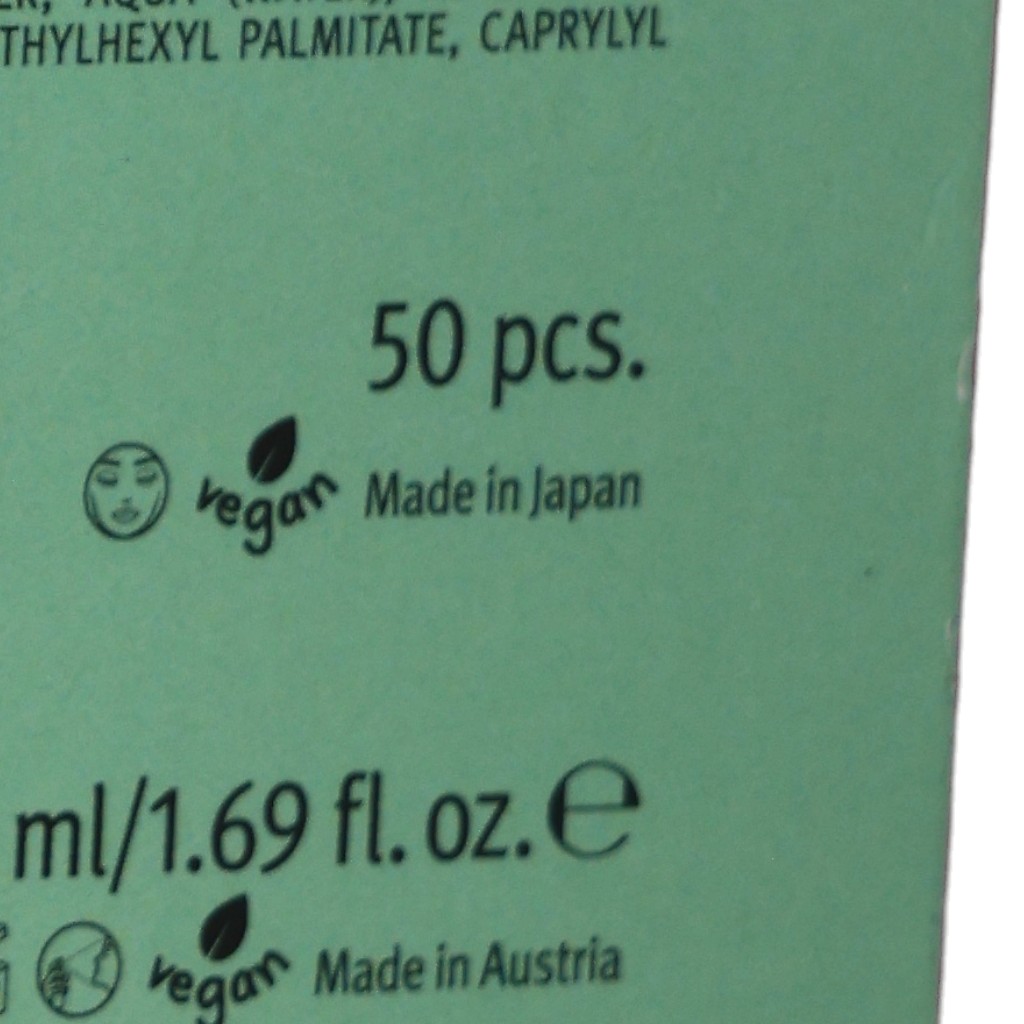 THYLHEXYL PALMITATE, CAPRYLYL
50 pcs.
vegan Made in Japan
ml/1.69 fl. oz. e
vegan Made in Austria